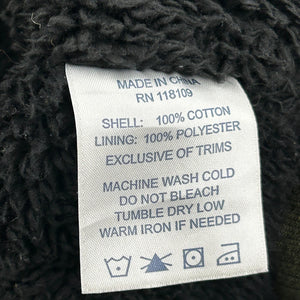 MADE IN CHINA
RN 118109
SHELL: 100% COTTON
LINING: 100% POLYESTER
EXCLUSIVE OF TRIMS
MACHINE WASH COLD
DO NOT BLEACH
TUMBLE DRY LOW
WARM IRON IF NEEDED